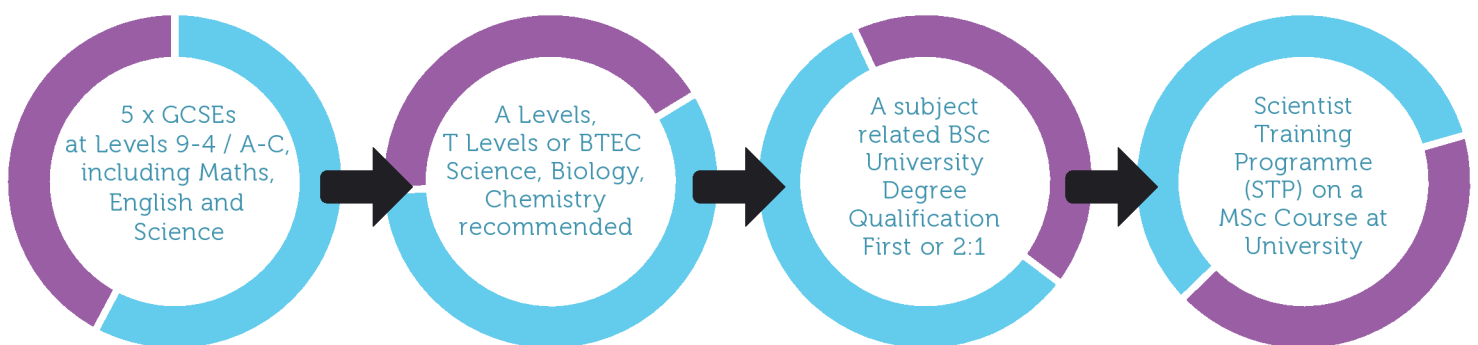 5 x GCSEs
at Levels 9-4 / A-C,
including Maths,
English and
Science
A Levels,
T Levels or BTEC
Science, Biology,
Chemistry
recommended
A subject
related BSc
University
Degree
Qualification
First or 2:1
Scientist
Training
Programme
(STP) on a
MSc Course at
University